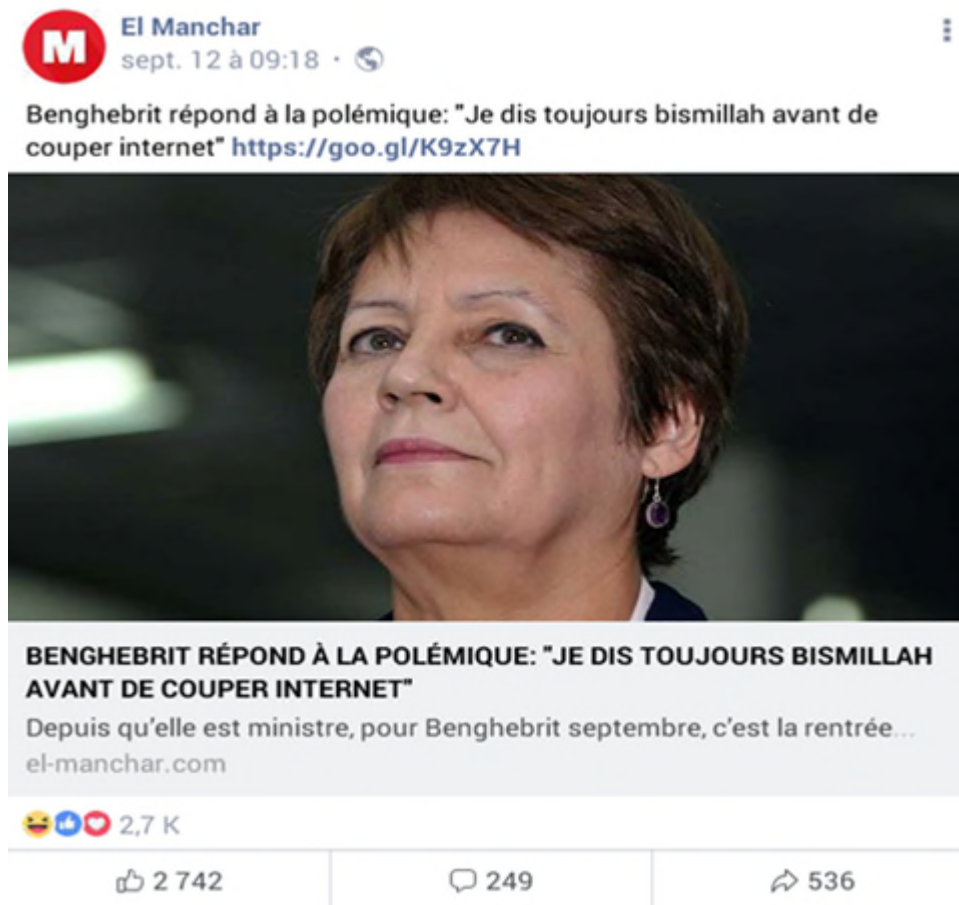 M
El Manchar
sept. 12 à 09:18 ·
Benghebrit répond à la polémique: "Je dis toujours bismillah avant de
couper internet" https://goo.gl/K9zX7H
BENGHEBRIT RÉPOND À LA POLÉMIQUE: "JE DIS TOUJOURS BISMILLAH
AVANT DE COUPER INTERNET"
Depuis qu'elle est ministre, pour Benghebrit septembre, c'est la rentrée...
el-manchar.com
2,7 K
2 742 249 536